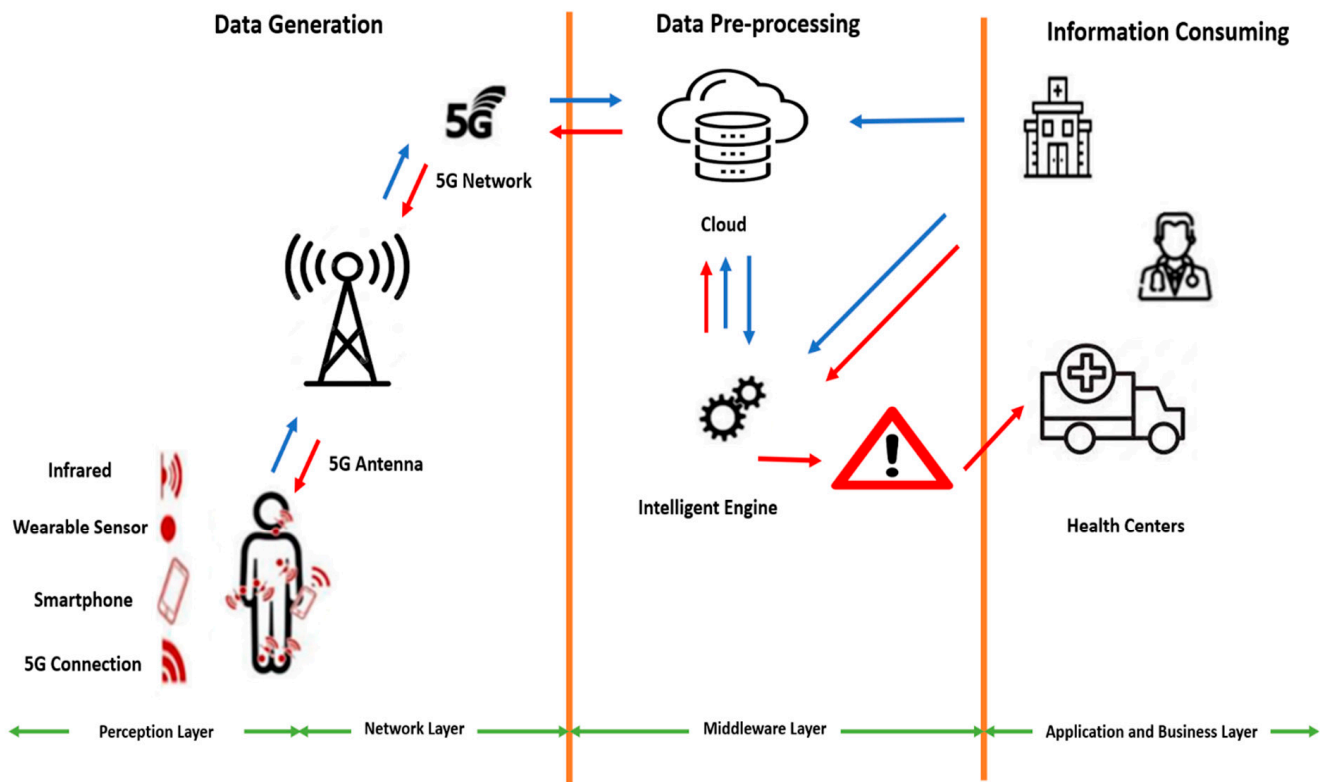 Data Generation
Data Pre-processing
Information Consuming
5G
5G Network
Cloud
Infrared
5G Antenna
Wearable Sensor
Intelligent Engine
Health Centers
Smartphone
5G Connection
Perception Layer
Network Layer
Middleware Layer
Application and Business Layer